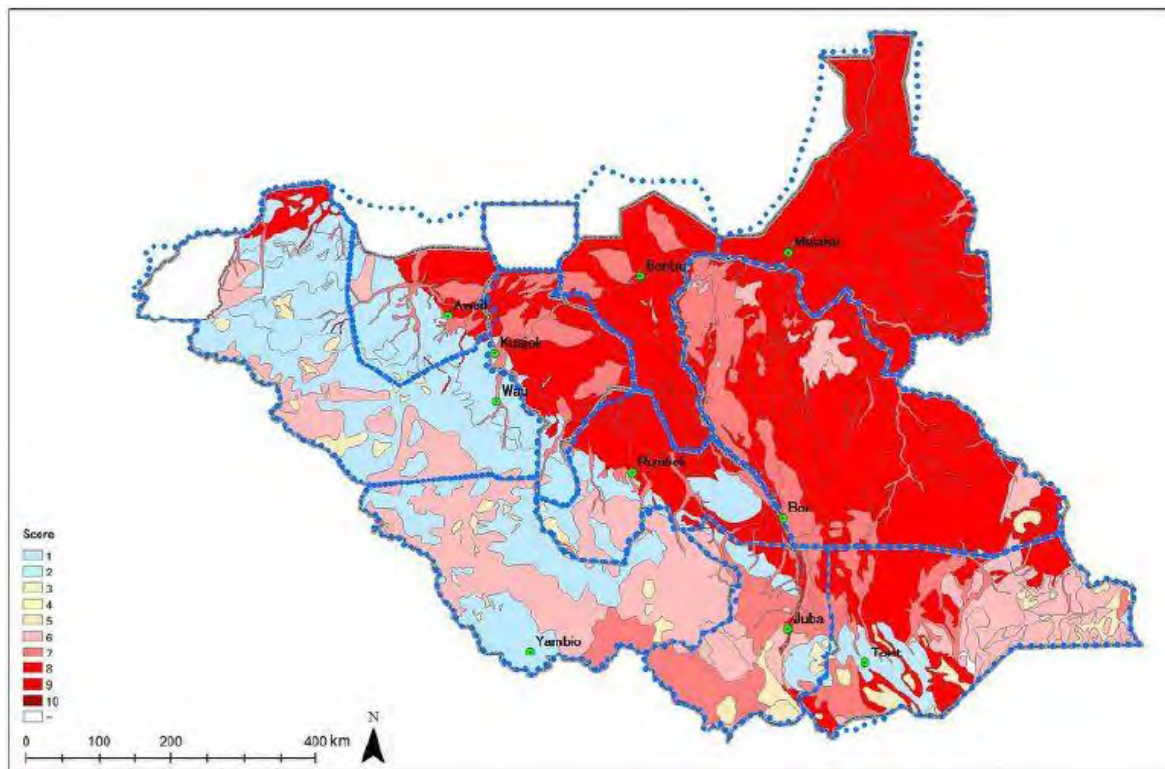 Malakal
Bentiu
Aweil
Kuajok
Wau
Rumbek
Bor
Juba
Torit
Yambio
Score
1
2
3
4
5
6
7
8
9
10
--
N
0 100 200 400 km